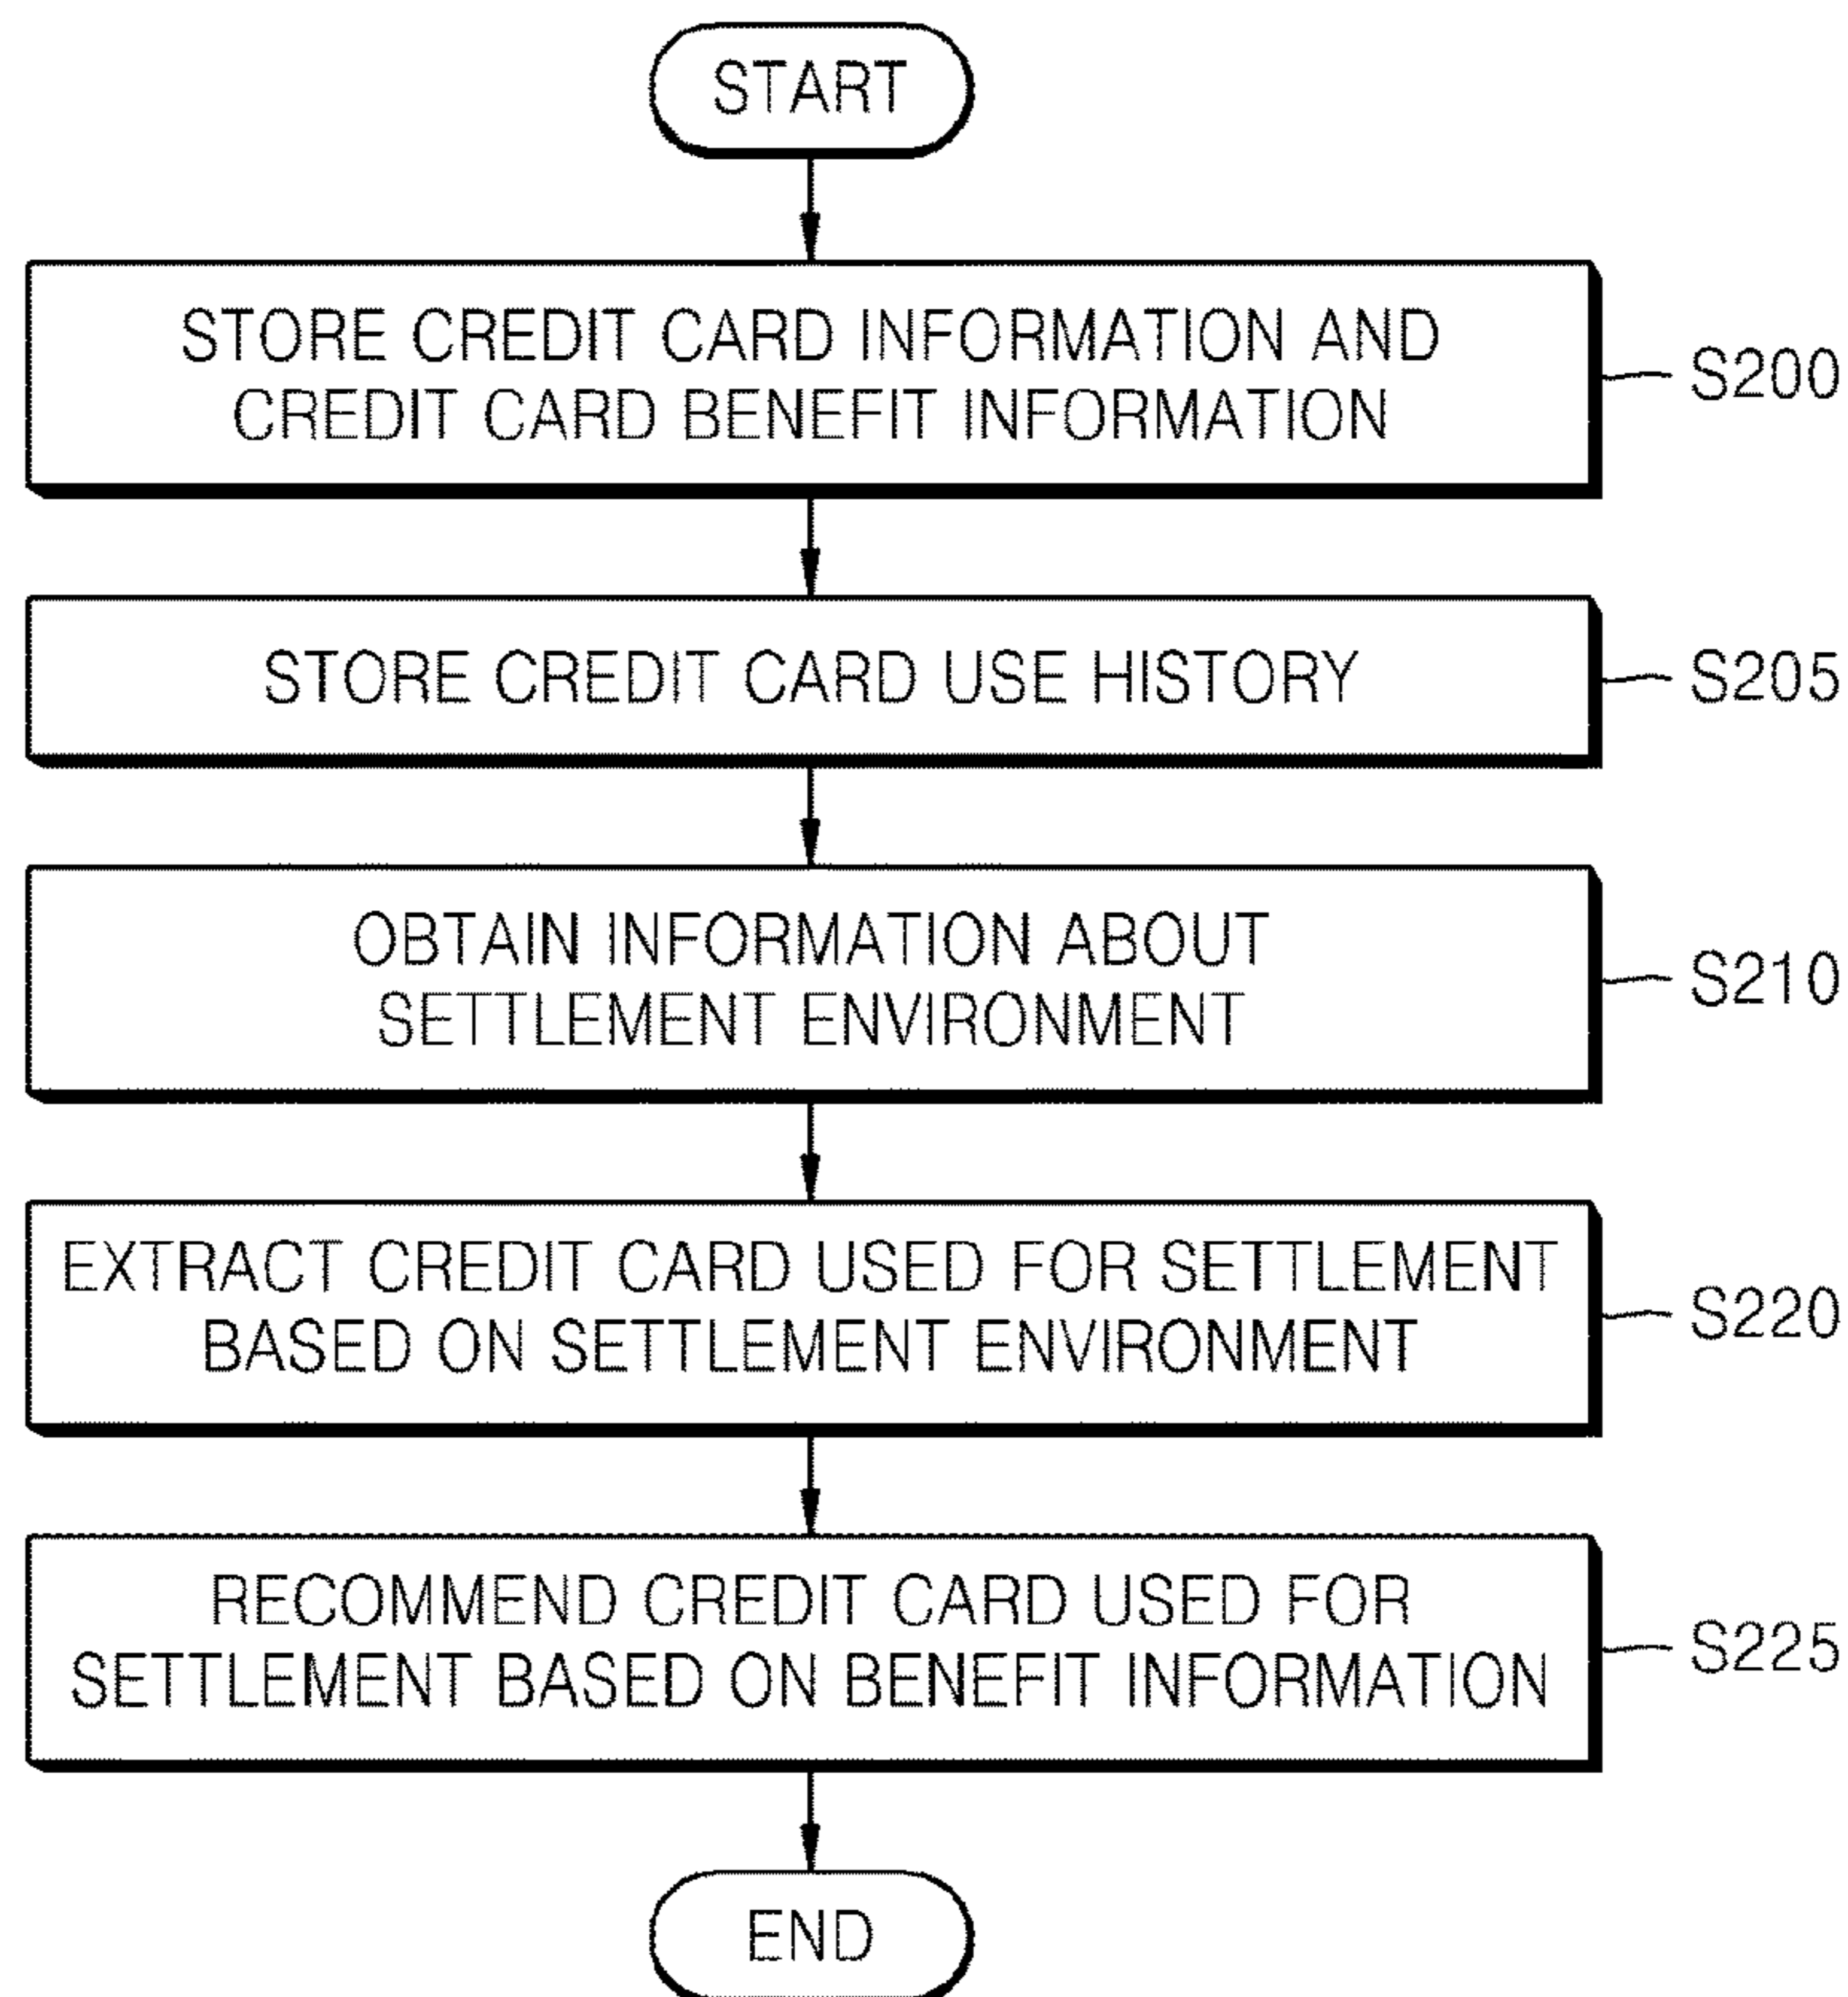 START
STORE CREDIT CARD INFORMATION AND
CREDIT CARD BENEFIT INFORMATION
S200
STORE CREDIT CARD USE HISTORY
S205
OBTAIN INFORMATION ABOUT
SETTLEMENT ENVIRONMENT
S210
EXTRACT CREDIT CARD USED FOR SETTLEMENT
BASED ON SETTLEMENT ENVIRONMENT
S220
RECOMMEND CREDIT CARD USED FOR
SETTLEMENT BASED ON BENEFIT INFORMATION
S225
END